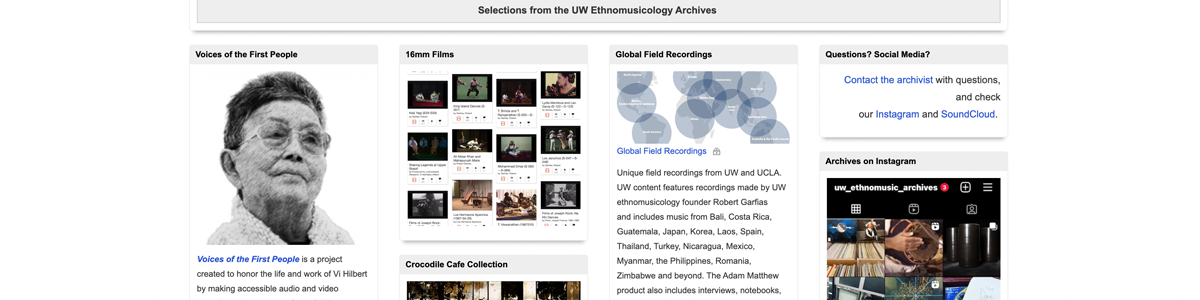 Selections from the UW Ethnomusicology Archives
Voices of the First People
Voices of the First People is a project
created to honor the life and work of Vi Hilbert
by making accessible audio and video
16mm Films
Crocodile Cafe Collection
Global Field Recordings
Global Field Recordings
Unique field recordings from UW and UCLA.
UW content features recordings made by UW
ethnomusicology founder Robert Garfias
and includes music from Bali, Costa Rica,
Guatemala, Japan, Korea, Laos, Spain,
Thailand, Turkey, Nicaragua, Mexico,
Myanmar, the Philippines, Romania,
Zimbabwe and beyond. The Adam Matthew
product also includes interviews, notebooks,
Questions? Social Media?
Contact the archivist with questions,
and check
our Instagram and SoundCloud.
Archives on Instagram
uw_ethnomusic_archives 3